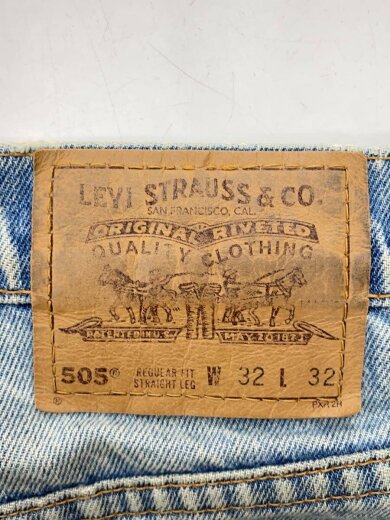 LEVI STRAUSS & CO.
SAN FRANCISCO, CAL.
ORIGINAL RIVETED
QUALITY CLOTHING
PATENTED IN U.S. MAY 20 1873
505® REGULAR FIT W 32 L 32
STRAIGHT LEG
®